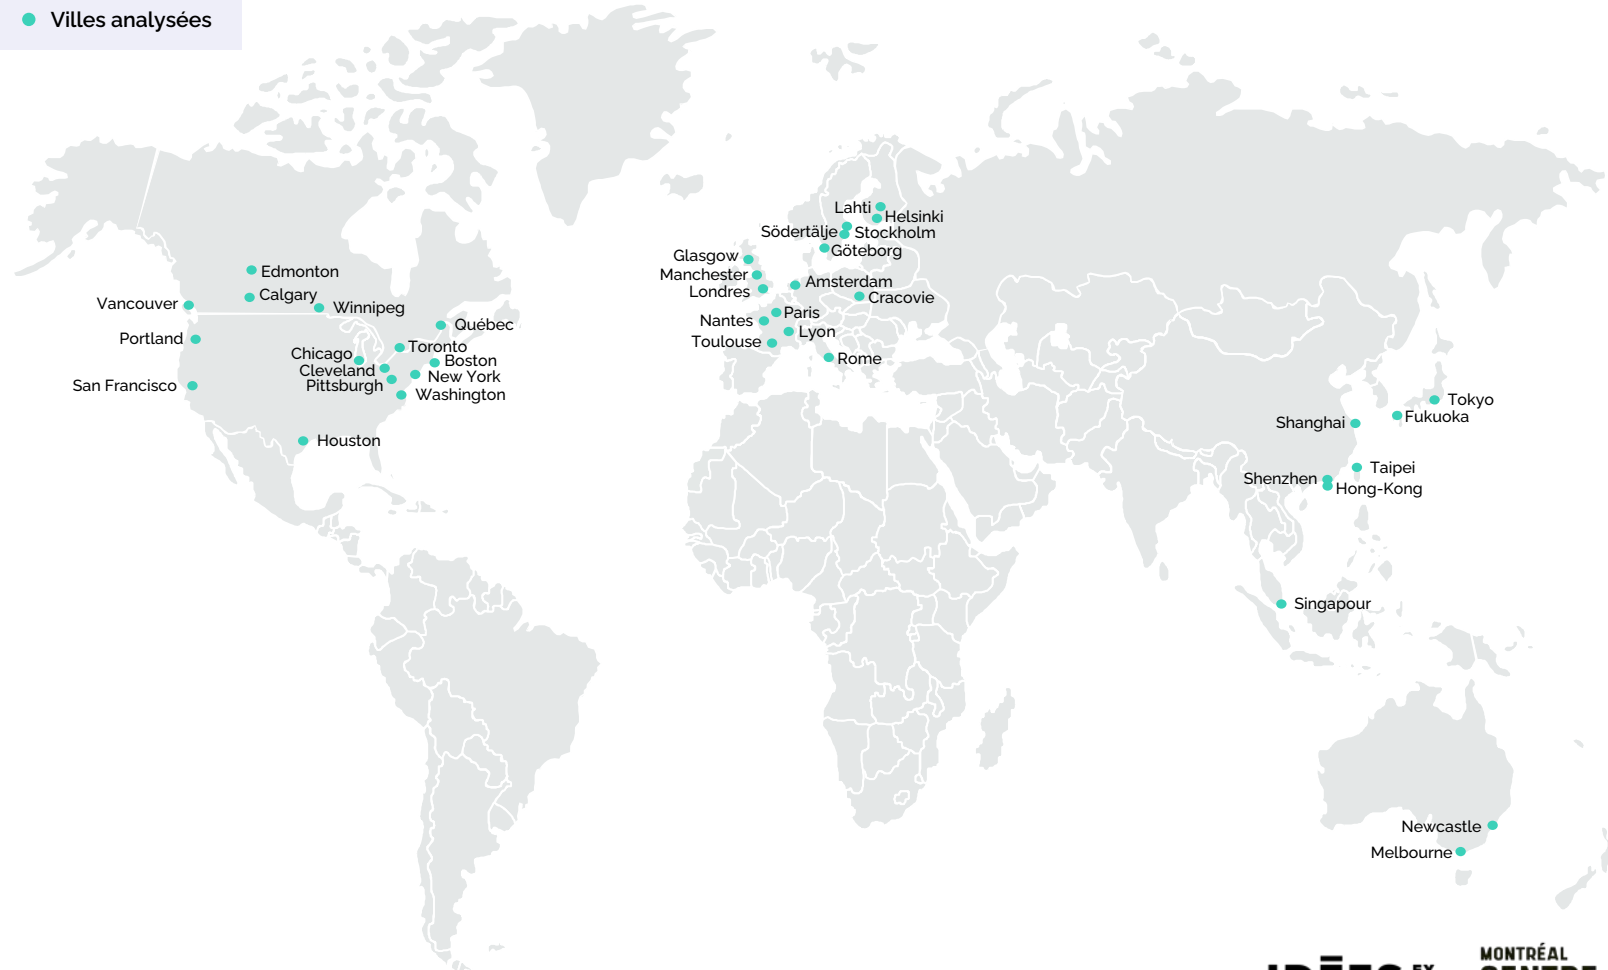 Villes analysées
Edmonton
Calgary
Vancouver
Winnipeg
Portland
Québec
Toronto
Chicago
Boston
Cleveland
New York
Pittsburgh
San Francisco
Washington
Houston
Lahti
Helsinki
Södertälje
Stockholm
Göteborg
Glasgow
Manchester
Londres
Amsterdam
Cracovie
Paris
Nantes
Lyon
Toulouse
Rome
Tokyo
Fukuoka
Shanghai
Taipei
Shenzhen
Hong-Kong
Singapour
Newcastle
Melbourne
MONTRÉAL